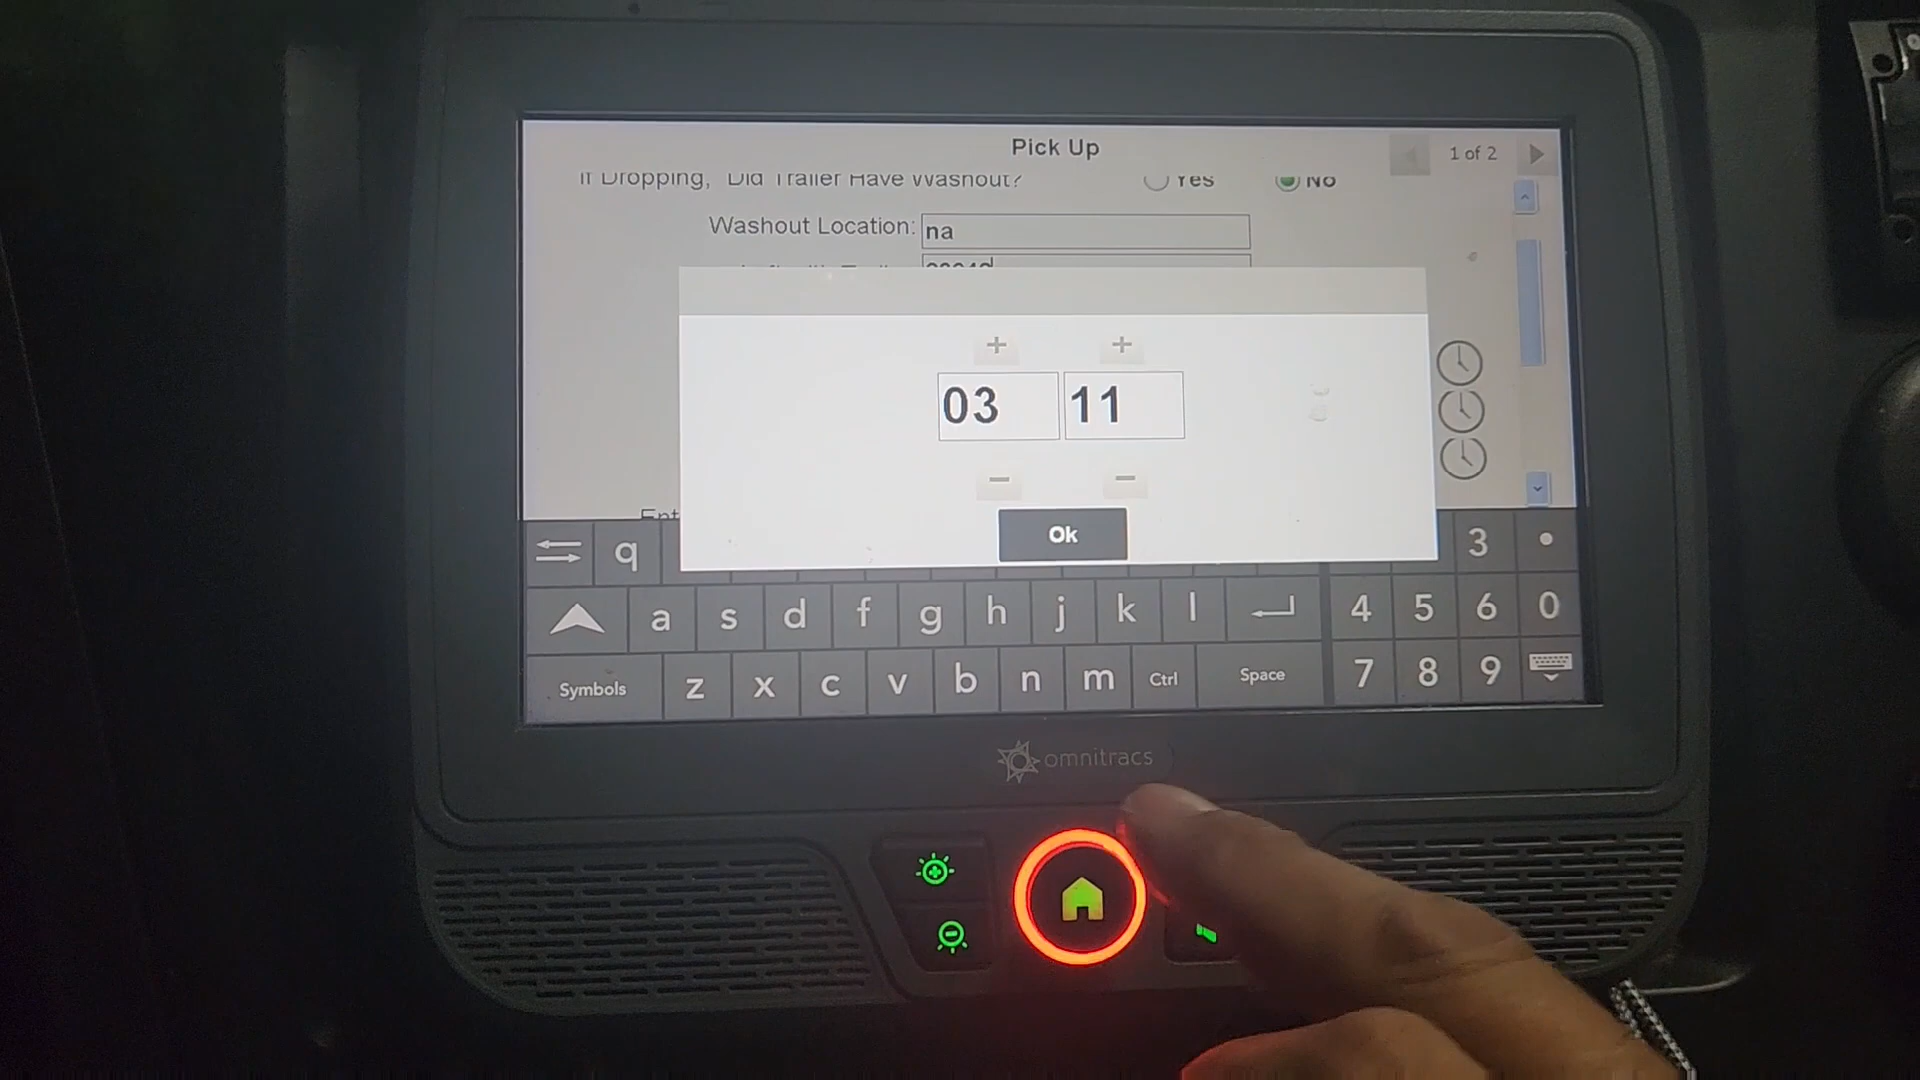 Pick Up
1 of 2
If Dropping, Did Trailer Have Washout? Yes No
Washout Location: na
03 11
Ok
q 3
a s d f g h j k l 4 5 6 0
Symbols z x c v b n m Ctrl Space 7 8 9
omnitracs